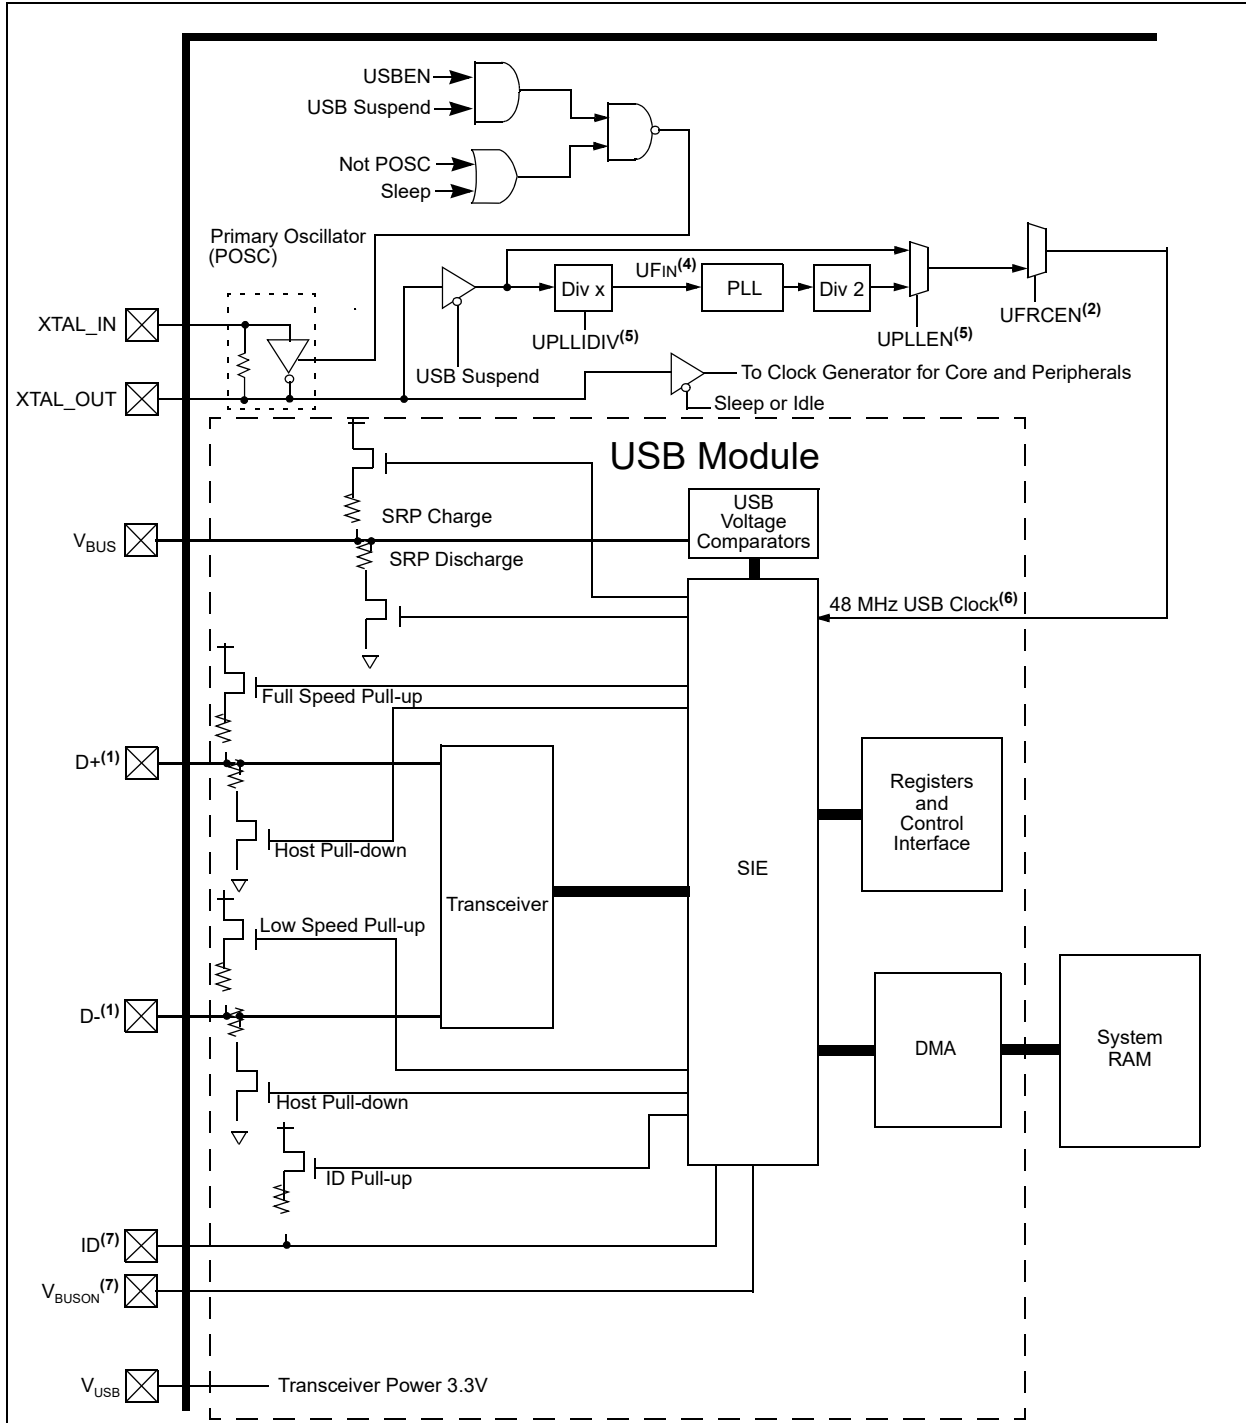 USBEN
USB Suspend
Not POSC
Sleep
Primary Oscillator
(POSC)
UFIN(4)
Div x
PLL
Div 2
UFRCEN(2)
XTAL_IN
UPLLIDIV(5)
UPLLEN(5)
USB Suspend
To Clock Generator for Core and Peripherals
XTAL_OUT
Sleep or Idle
USB Module
USB
Voltage
Comparators
SRP Charge
VBUS
SRP Discharge
48 MHz USB Clock(6)
Full Speed Pull-up
D+(1)
Registers
and
Control
Interface
Host Pull-down
SIE
Transceiver
Low Speed Pull-up
D-(1)
DMA
System
RAM
Host Pull-down
ID Pull-up
ID(7)
VBUSON(7)
VUSB
Transceiver Power 3.3V